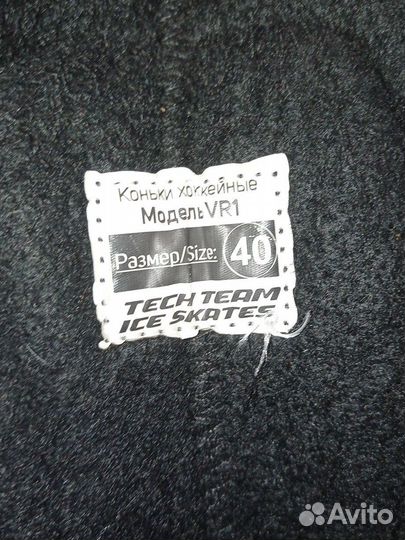 Коньки хоккейные
Модель VR1
Размер/Size: 40
TECH TEAM
ICE SKATES
Avito